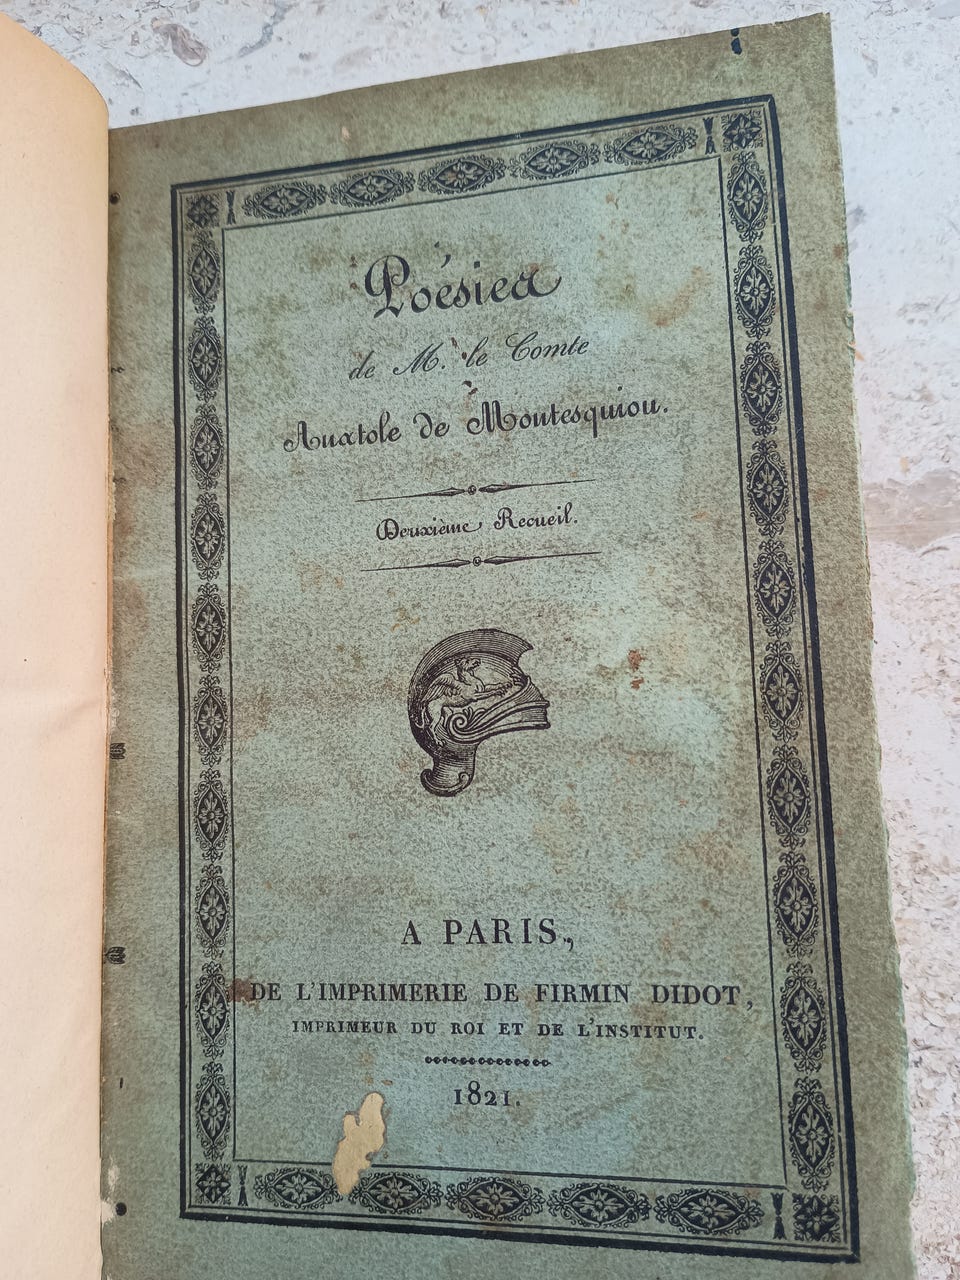 Poésies
de M. le Comte
Anatole de Montesquiou.
Deuxième Recueil.
A PARIS,
DE L'IMPRIMERIE DE FIRMIN DIDOT,
IMPRIMEUR DU ROI ET DE L'INSTITUT.
1821.